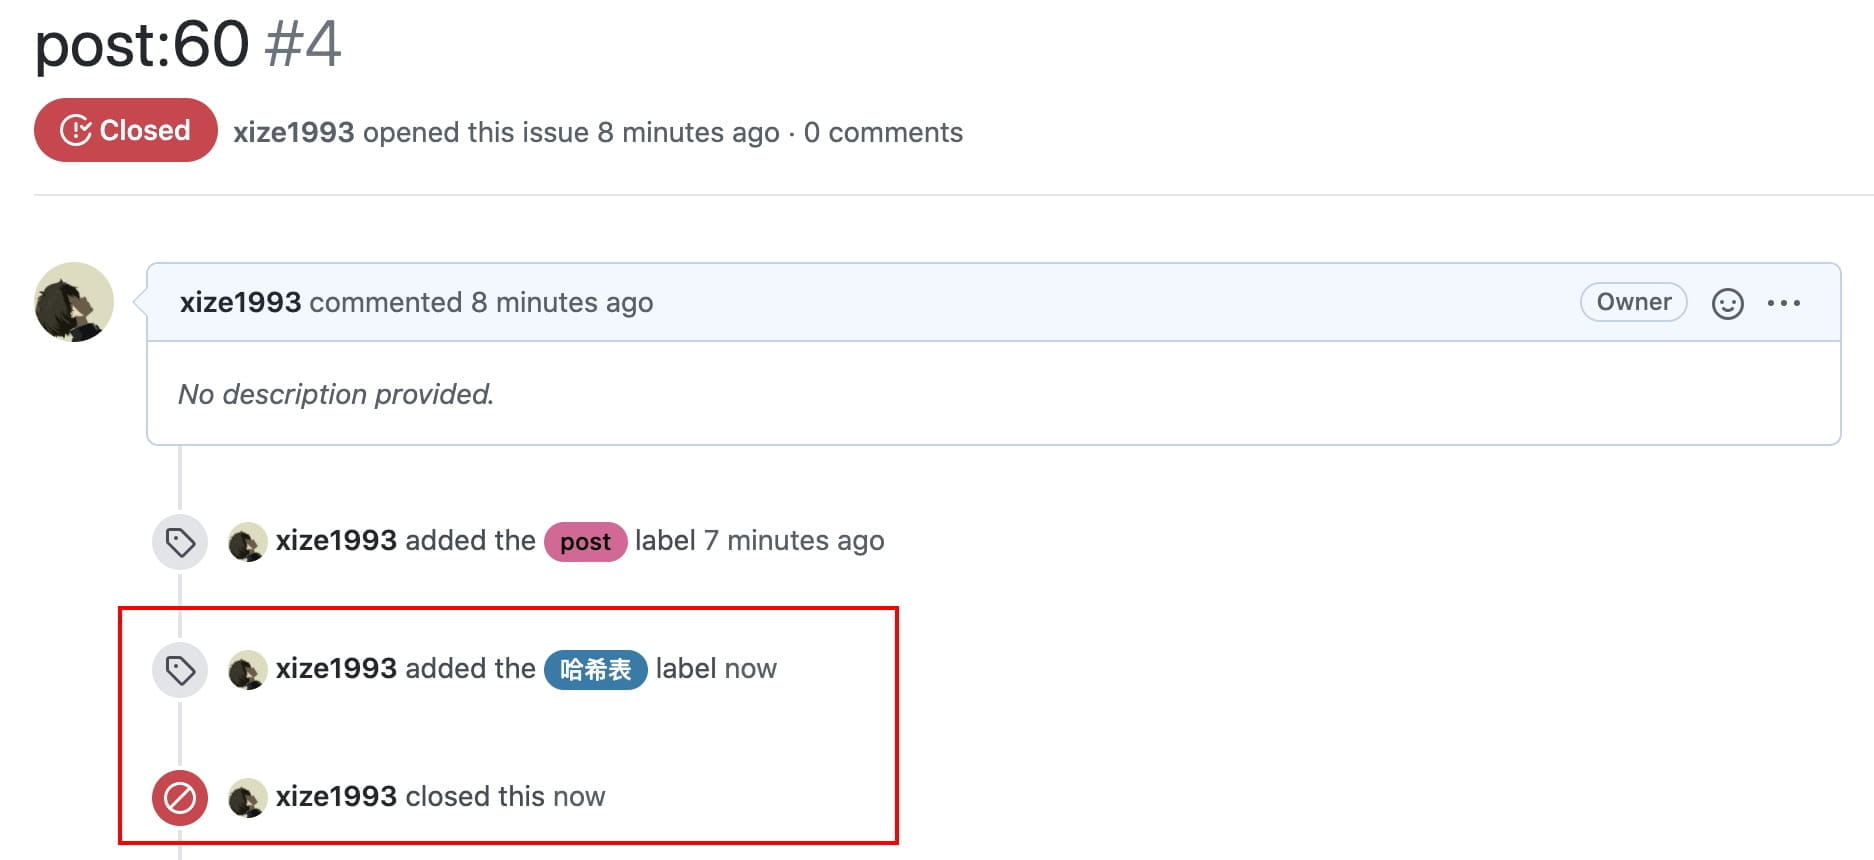 post:60 #4
Closed xize1993 opened this issue 8 minutes ago · 0 comments
xize1993 commented 8 minutes ago Owner
No description provided.
xize1993 added the post label 7 minutes ago
xize1993 added the 哈希表 label now
xize1993 closed this now